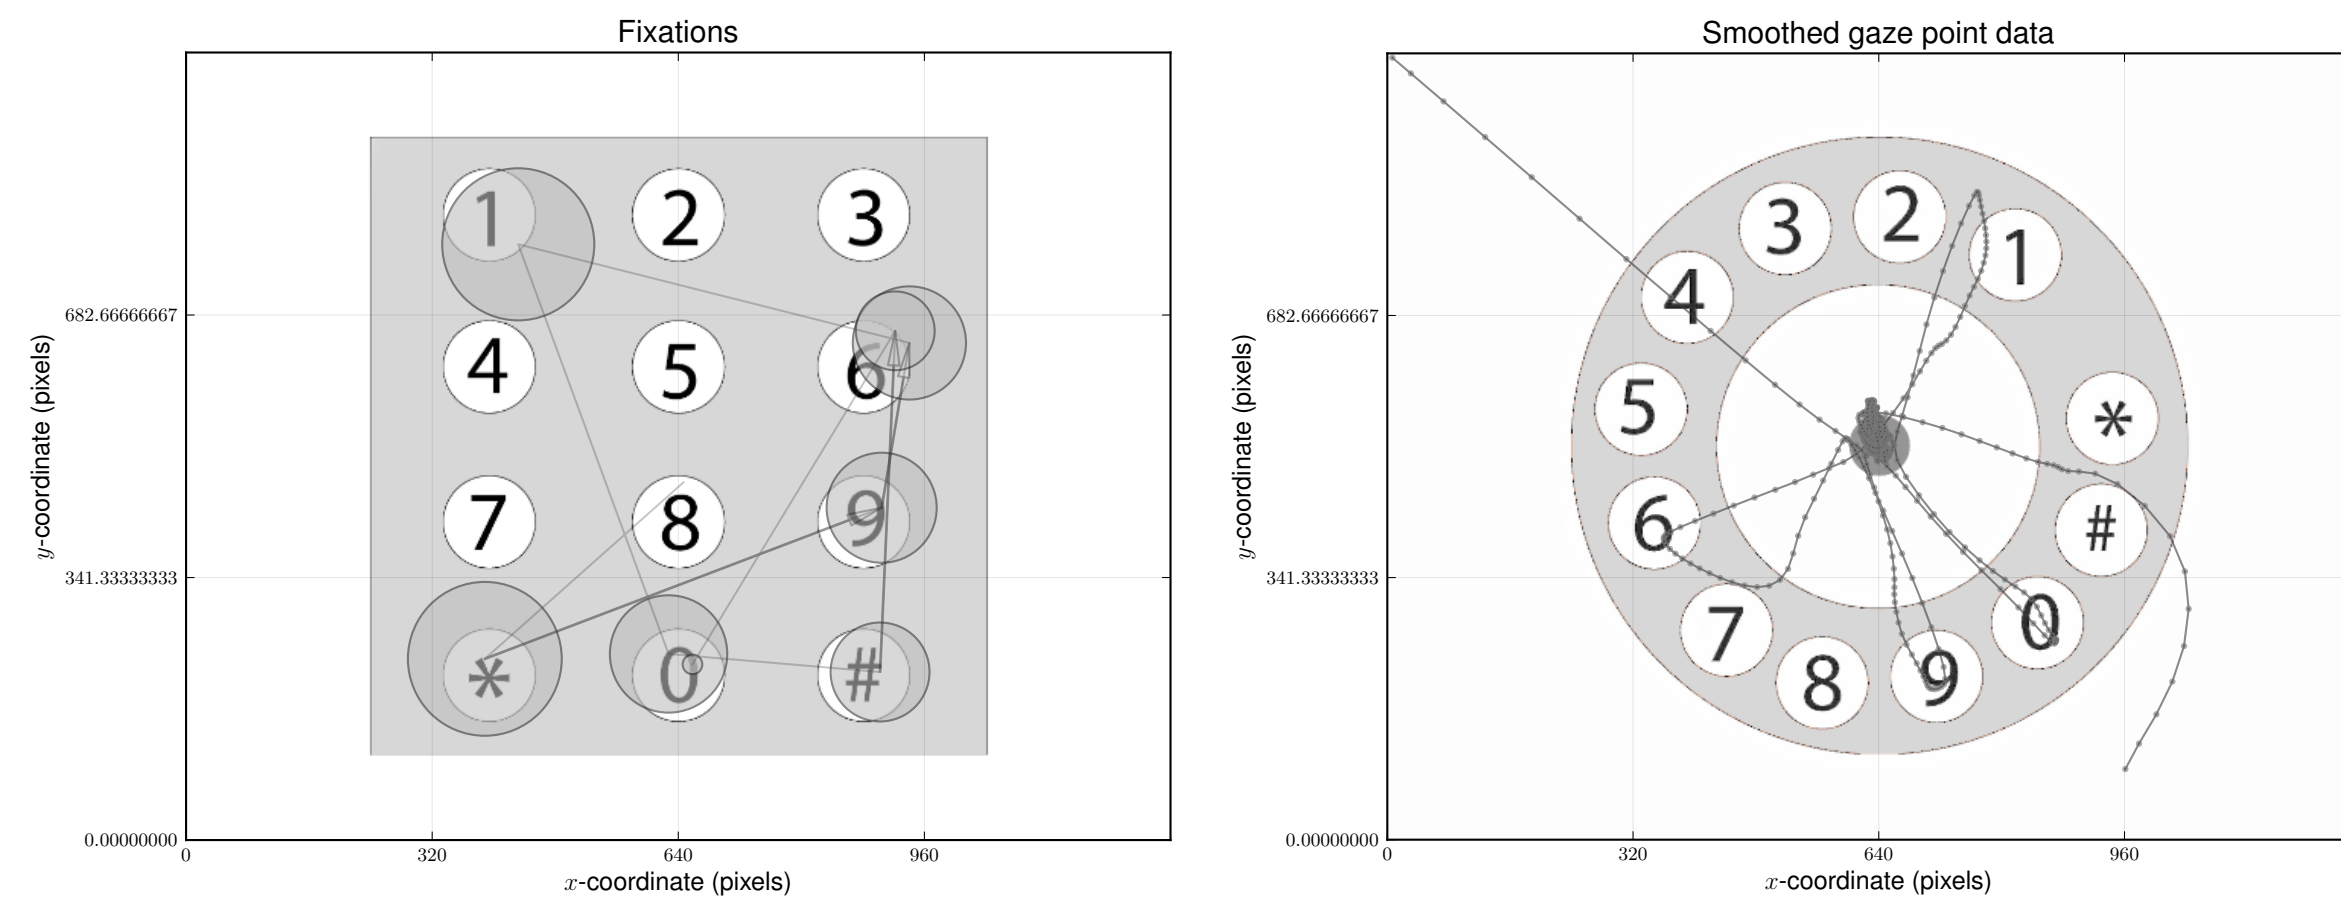 Fixations
1 2 3
682.66666667
4 5 6
7 8 9
341.33333333
* 0 #
0.00000000
0 320 640 960
x-coordinate (pixels)
y-coordinate (pixels)
Smoothed gaze point data
2
3
1
4
682.66666667
5
*
6
#
341.33333333
7
0
8
9
0.00000000
0 320 640 960
x-coordinate (pixels)
y-coordinate (pixels)